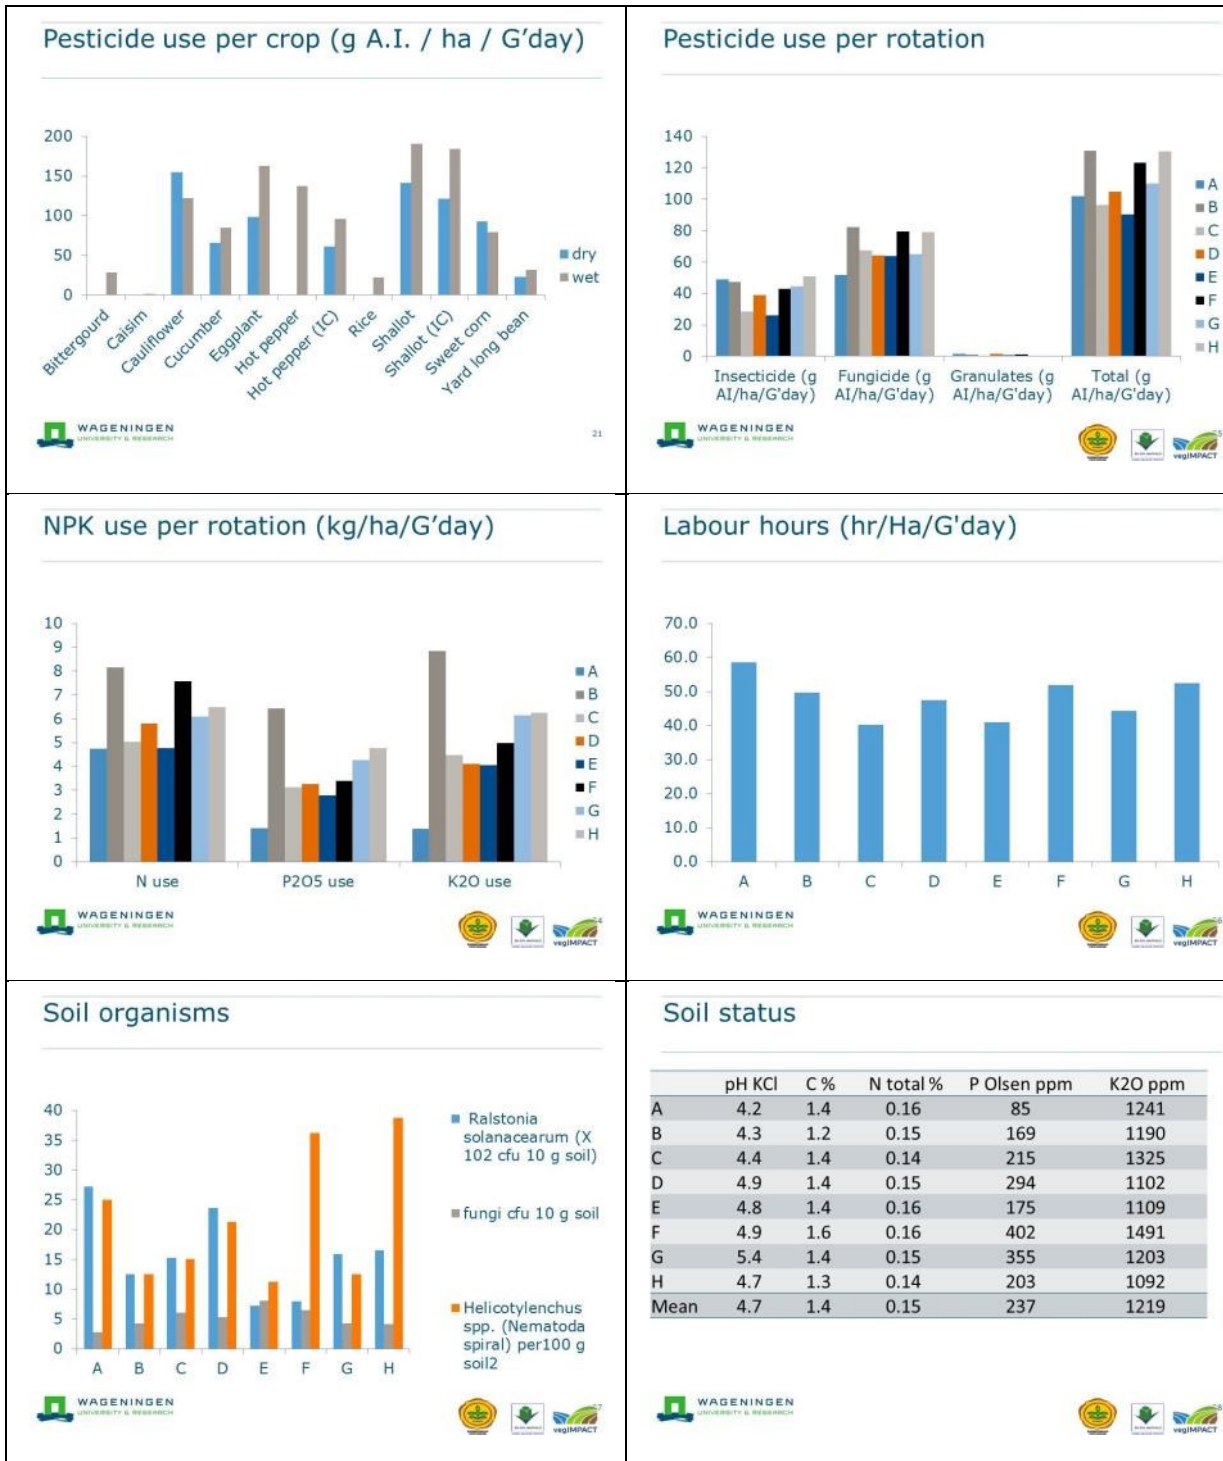 Pesticide use per crop (g A.I. / ha / G'day)
200
150
100
50
0
dry
wet
Bittergourd
Caisim
Cauliflower
Cucumber
Eggplant
Hot pepper
Hot pepper (IC)
Rice
Shallot
Shallot (IC)
Sweet corn
Yard long bean
WAGENINGEN
UNIVERSITY & RESEARCH
21
Pesticide use per rotation
140
120
100
80
60
40
20
0
A
B
C
D
E
F
G
H
Insecticide (g
AI/ha/G'day)
Fungicide (g
AI/ha/G'day)
Granulates (g
AI/ha/G'day)
Total (g
AI/ha/G'day)
WAGENINGEN
UNIVERSITY & RESEARCH
vegIMPACT
NPK use per rotation (kg/ha/G'day)
10
9
8
7
6
5
4
3
2
1
0
A
B
C
D
E
F
G
H
N use
P2O5 use
K2O use
WAGENINGEN
UNIVERSITY & RESEARCH
vegIMPACT
Labour hours (hr/Ha/G'day)
70.0
60.0
50.0
40.0
30.0
20.0
10.0
0.0
A B C D E F G H
WAGENINGEN
UNIVERSITY & RESEARCH
vegIMPACT
Soil organisms
40
35
30
25
20
15
10
5
0
A B C D E F G H
Ralstonia
solanacearum (X
102 cfu 10 g soil)
fungi cfu 10 g soil
Helicotylenchus
spp. (Nematoda
spiral) per100 g
soil2
WAGENINGEN
UNIVERSITY & RESEARCH
vegIMPACT
Soil status
pH KCl C % N total % P Olsen ppm K2O ppm
A 4.2 1.4 0.16 85 1241
B 4.3 1.2 0.15 169 1190
C 4.4 1.4 0.14 215 1325
D 4.9 1.4 0.15 294 1102
E 4.8 1.4 0.16 175 1109
F 4.9 1.6 0.16 402 1491
G 5.4 1.4 0.15 355 1203
H 4.7 1.3 0.14 203 1092
Mean 4.7 1.4 0.15 237 1219
WAGENINGEN
UNIVERSITY & RESEARCH
vegIMPACT